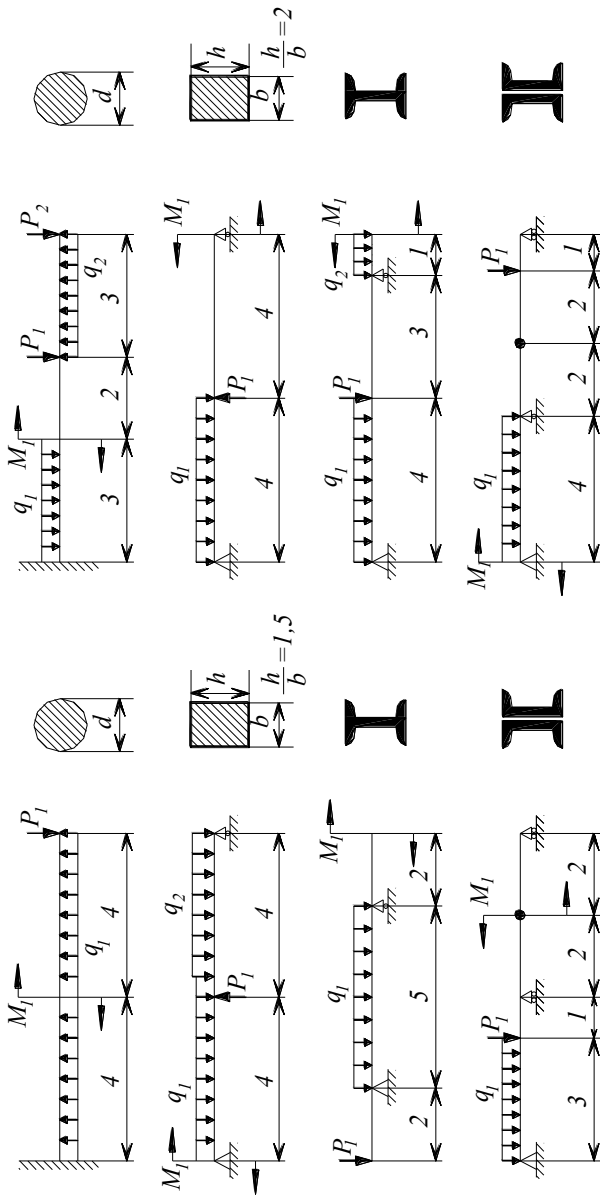 M₁ P₁
q₁
4 4 d
M₁ P₁ P₂
q₁ q₂
3 2 3 d
M₁ q₁ q₂
P₁ h
4 4 b
h/b=1,5
q₁ M₁
P₁ h
4 4 b
h/b=2
P₁ q₁ M₁
2 5 2
q₁ P₁ q₂ M₁
4 3 1
q₁ P₁ M₁
3 1 2 2
M₁ q₁ P₁
4 2 2 1